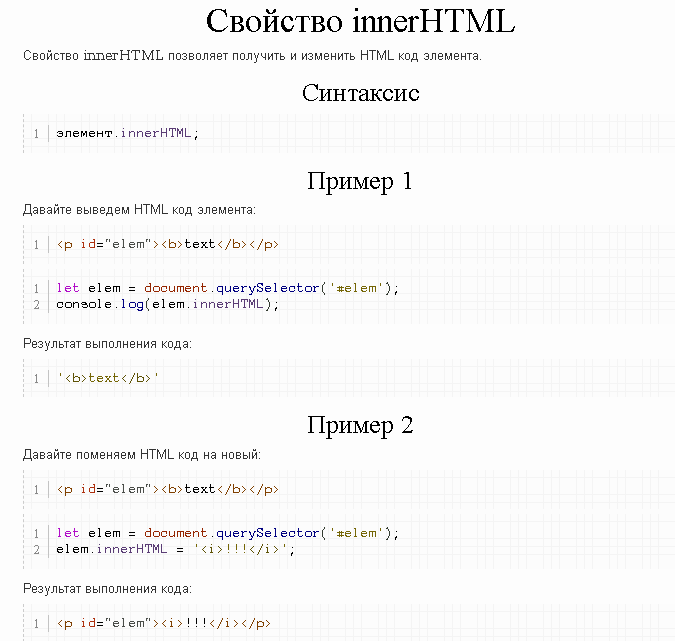 Свойство innerHTML
Свойство innerHTML позволяет получить и изменить HTML код элемента.
Синтаксис
1 элемент.innerHTML;
Пример 1
Давайте выведем HTML код элемента:
1 <p id="elem"><b>text</b></p>
1 let elem = document.querySelector('#elem');
2 console.log(elem.innerHTML);
Результат выполнения кода:
1 '<b>text</b>'
Пример 2
Давайте поменяем HTML код на новый:
1 <p id="elem"><b>text</b></p>
1 let elem = document.querySelector('#elem');
2 elem.innerHTML = '<i>!!!</i>';
Результат выполнения кода:
1 <p id="elem"><i>!!!</i></p>